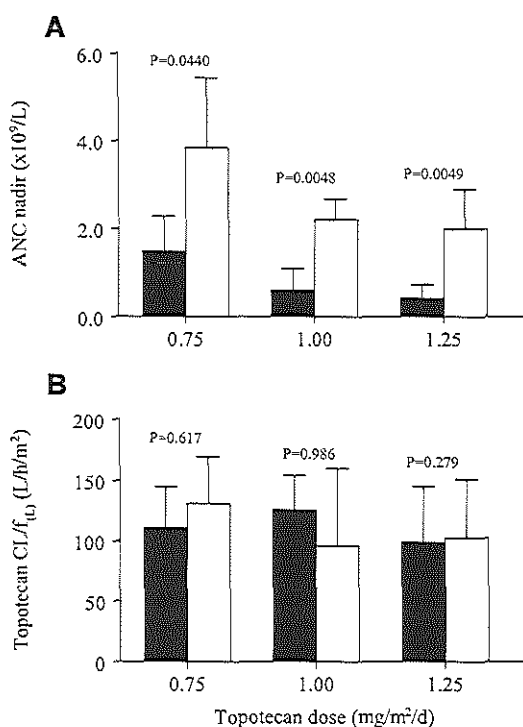 A
P=0.0440
P=0.0048
P=0.0049
ANC nadir (x10⁹/L)
6.0
4.0
2.0
0.0
0.75
1.00
1.25
B
P=0.617
P=0.986
P=0.279
Topotecan CL/f(L) (L/h/m²)
200
150
100
50
0
0.75
1.00
1.25
Topotecan dose (mg/m²/d)